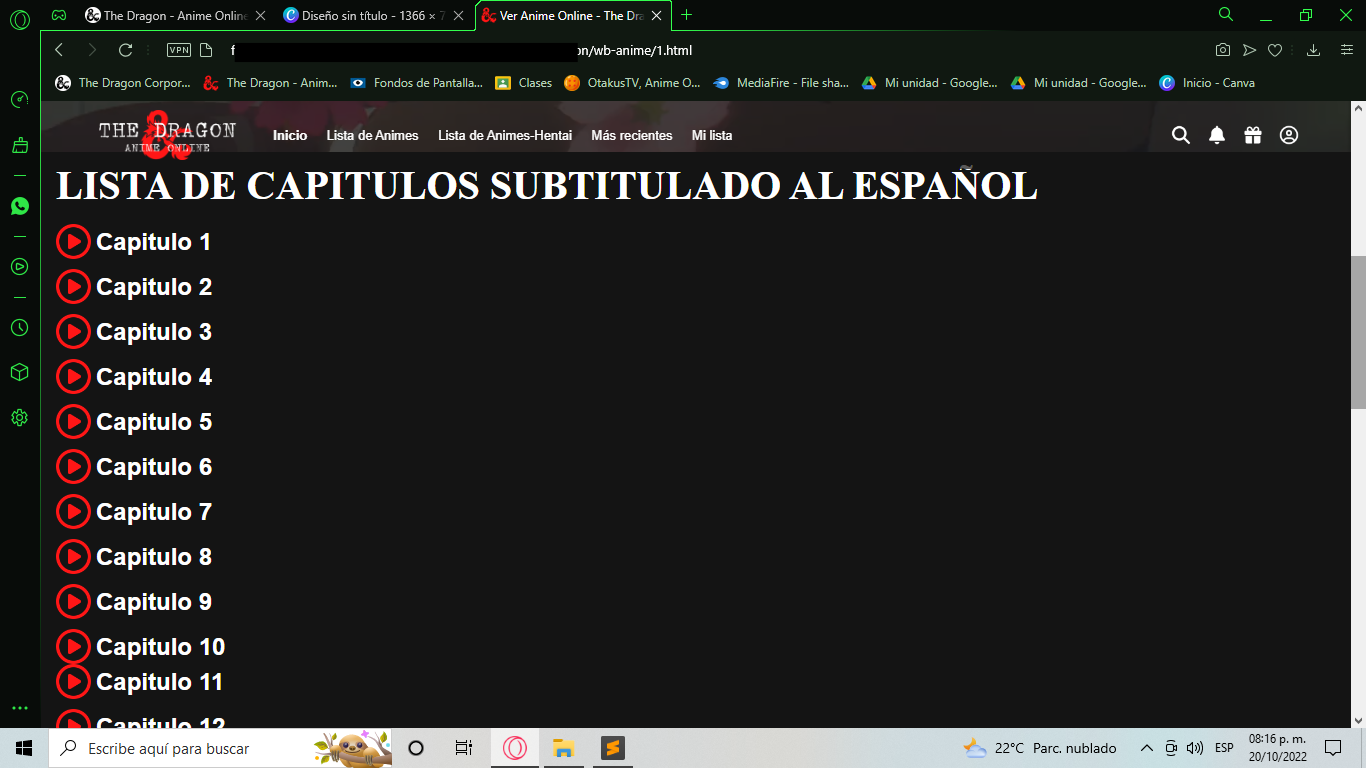 The Dragon - Anime Online
Diseño sin título - 1366 × 7
Ver Anime Online - The Dra
VPN
f on/wb-anime/1.html
The Dragon Corpor...
The Dragon - Anim...
Fondos de Pantalla...
Clases
OtakusTV, Anime O...
MediaFire - File sha...
Mi unidad - Google...
Mi unidad - Google...
Inicio - Canva
THE DRAGON
ANIME ONLINE
Inicio
Lista de Animes
Lista de Animes-Hentai
Más recientes
Mi lista
LISTA DE CAPITULOS SUBTITULADO AL ESPAÑOL
Capitulo 1
Capitulo 2
Capitulo 3
Capitulo 4
Capitulo 5
Capitulo 6
Capitulo 7
Capitulo 8
Capitulo 9
Capitulo 10
Capitulo 11
Capitulo 12
Escribe aquí para buscar
22°C Parc. nublado
ESP
08:16 p. m.
20/10/2022